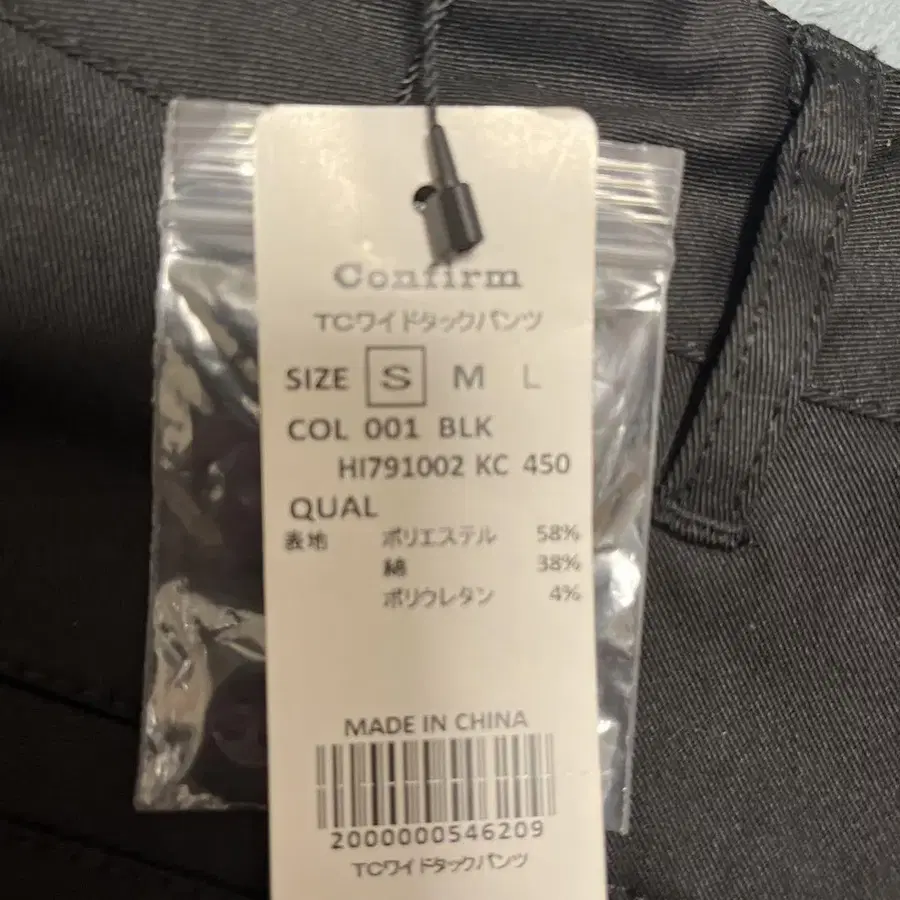 Confirm
TCワイドタックパンツ
SIZE S M L
COL 001 BLK
HI791002 KC 450
QUAL
表地 ポリエステル 58%
綿 38%
ポリウレタン 4%
MADE IN CHINA
2000000546209
TCワイドタックパンツ